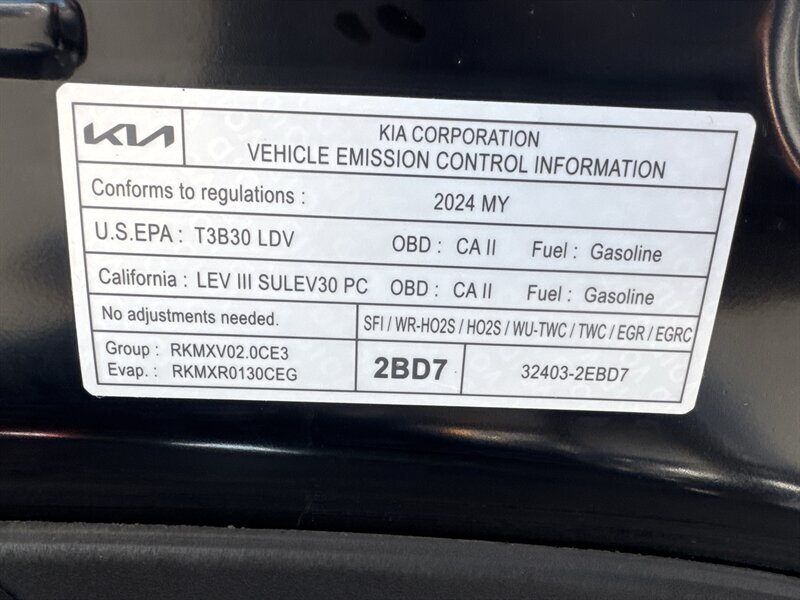 KIA
KIA CORPORATION
VEHICLE EMISSION CONTROL INFORMATION
Conforms to regulations : 2024 MY
U.S.EPA : T3B30 LDV OBD : CA II Fuel : Gasoline
California : LEV III SULEV30 PC OBD : CA II Fuel : Gasoline
No adjustments needed. SFI / WR-HO2S / HO2S / WU-TWC / TWC / EGR / EGRC
Group : RKMXV02.0CE3
Evap. : RKMXR0130CEG
2BD7 32403-2EBD7